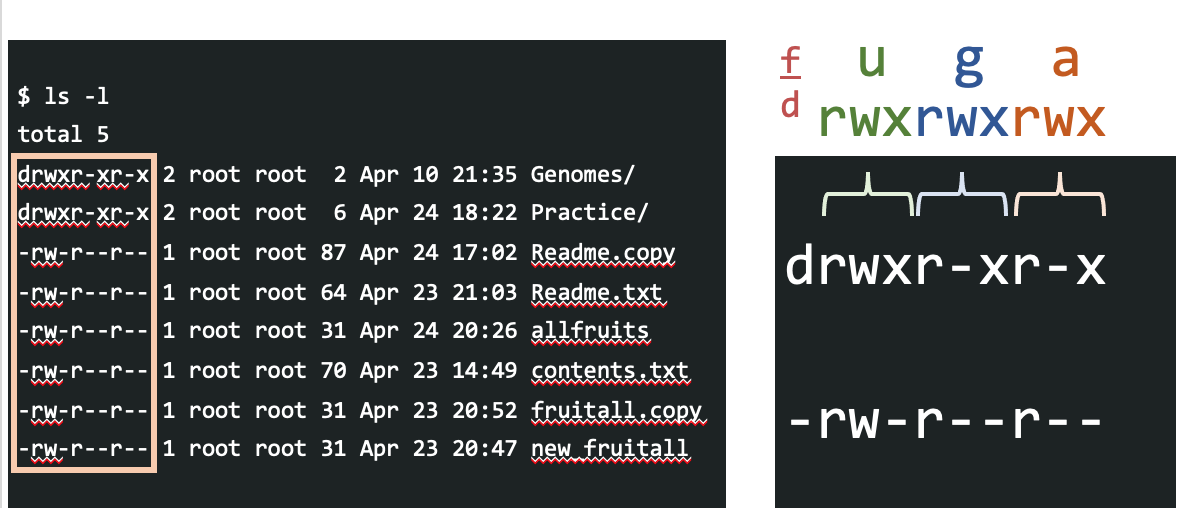 $ ls -l
total 5
drwxr-xr-x 2 root root  2 Apr 10 21:35 Genomes/
drwxr-xr-x 2 root root  6 Apr 24 18:22 Practice/
-rw-r--r-- 1 root root 87 Apr 24 17:02 Readme.copy
-rw-r--r-- 1 root root 64 Apr 23 21:03 Readme.txt
-rw-r--r-- 1 root root 31 Apr 24 20:26 allfruits
-rw-r--r-- 1 root root 70 Apr 23 14:49 contents.txt
-rw-r--r-- 1 root root 31 Apr 23 20:52 fruitall.copy
-rw-r--r-- 1 root root 31 Apr 23 20:47 new_fruitall
f u g a
d rwxrwxrwx
drwxr-xr-x
-rw-r--r--